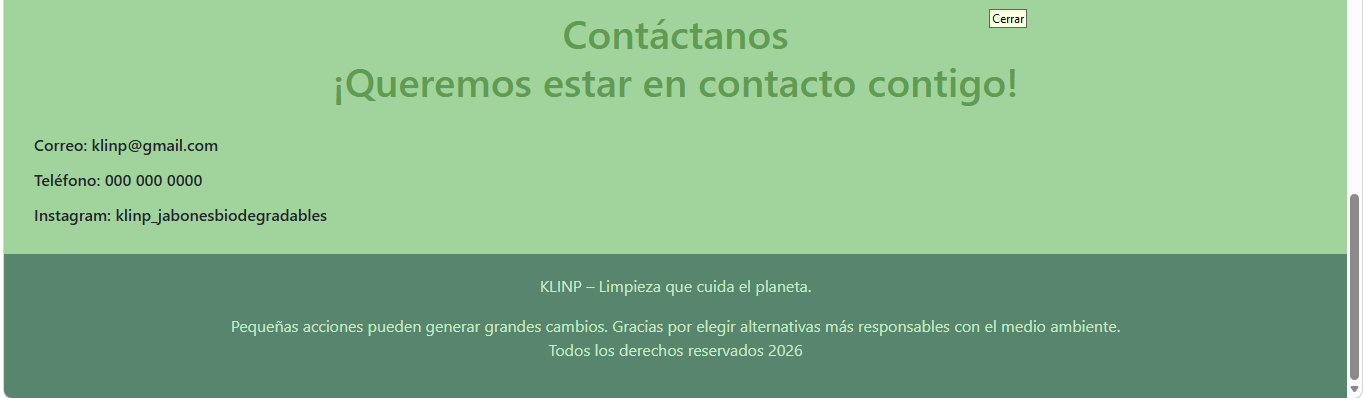 Cerrar
Contáctanos
¡Queremos estar en contacto contigo!
Correo: klinp@gmail.com
Teléfono: 000 000 0000
Instagram: klinp_jabonesbiodegradables
KLINP – Limpieza que cuida el planeta.
Pequeñas acciones pueden generar grandes cambios. Gracias por elegir alternativas más responsables con el medio ambiente.
Todos los derechos reservados 2026